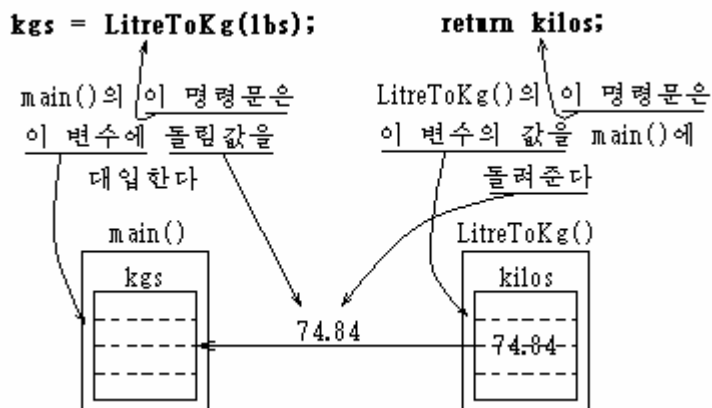 kgs = LitreToKg(lbs);
return kilos;
main()의 이 명령문은
이 변수에 돌림값을
대입한다
LitreToKg()의 이 명령문은
이 변수의 값을 main()에
돌려준다
main()
kgs
LitreToKg()
kilos
74.84
74.84